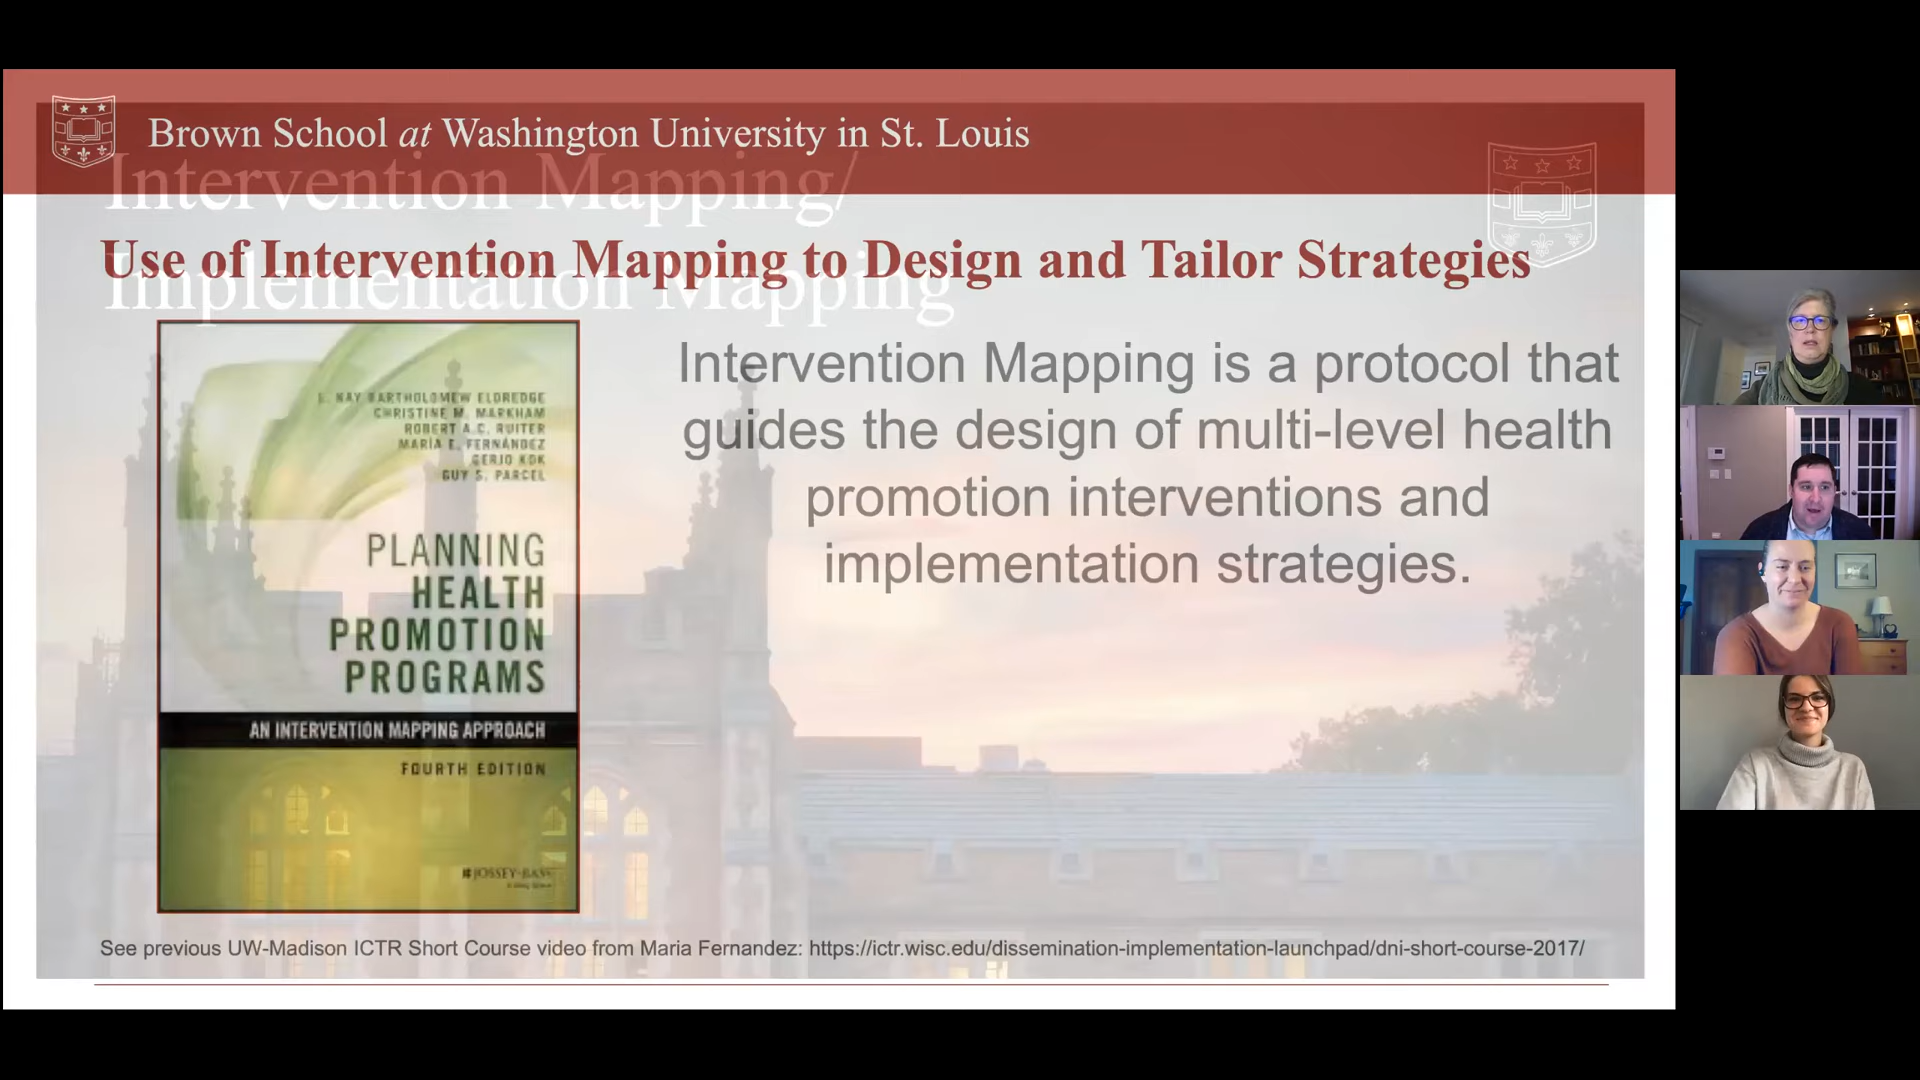 Brown School at Washington University in St. Louis
Intervention Mapping/
Implementation Mapping
Use of Intervention Mapping to Design and Tailor Strategies
L. KAY BARTHOLOMEW ELDREDGE
CHRISTINE M. MARKHAM
ROBERT A.C. RUITER
MARÍA E. FERNÁNDEZ
GERJO KOK
GUY S. PARCEL
PLANNING
HEALTH
PROMOTION
PROGRAMS
AN INTERVENTION MAPPING APPROACH
FOURTH EDITION
JOSSEY-BASS
Intervention Mapping is a protocol that
guides the design of multi-level health
promotion interventions and
implementation strategies.
See previous UW-Madison ICTR Short Course video from Maria Fernandez: https://ictr.wisc.edu/dissemination-implementation-launchpad/dni-short-course-2017/